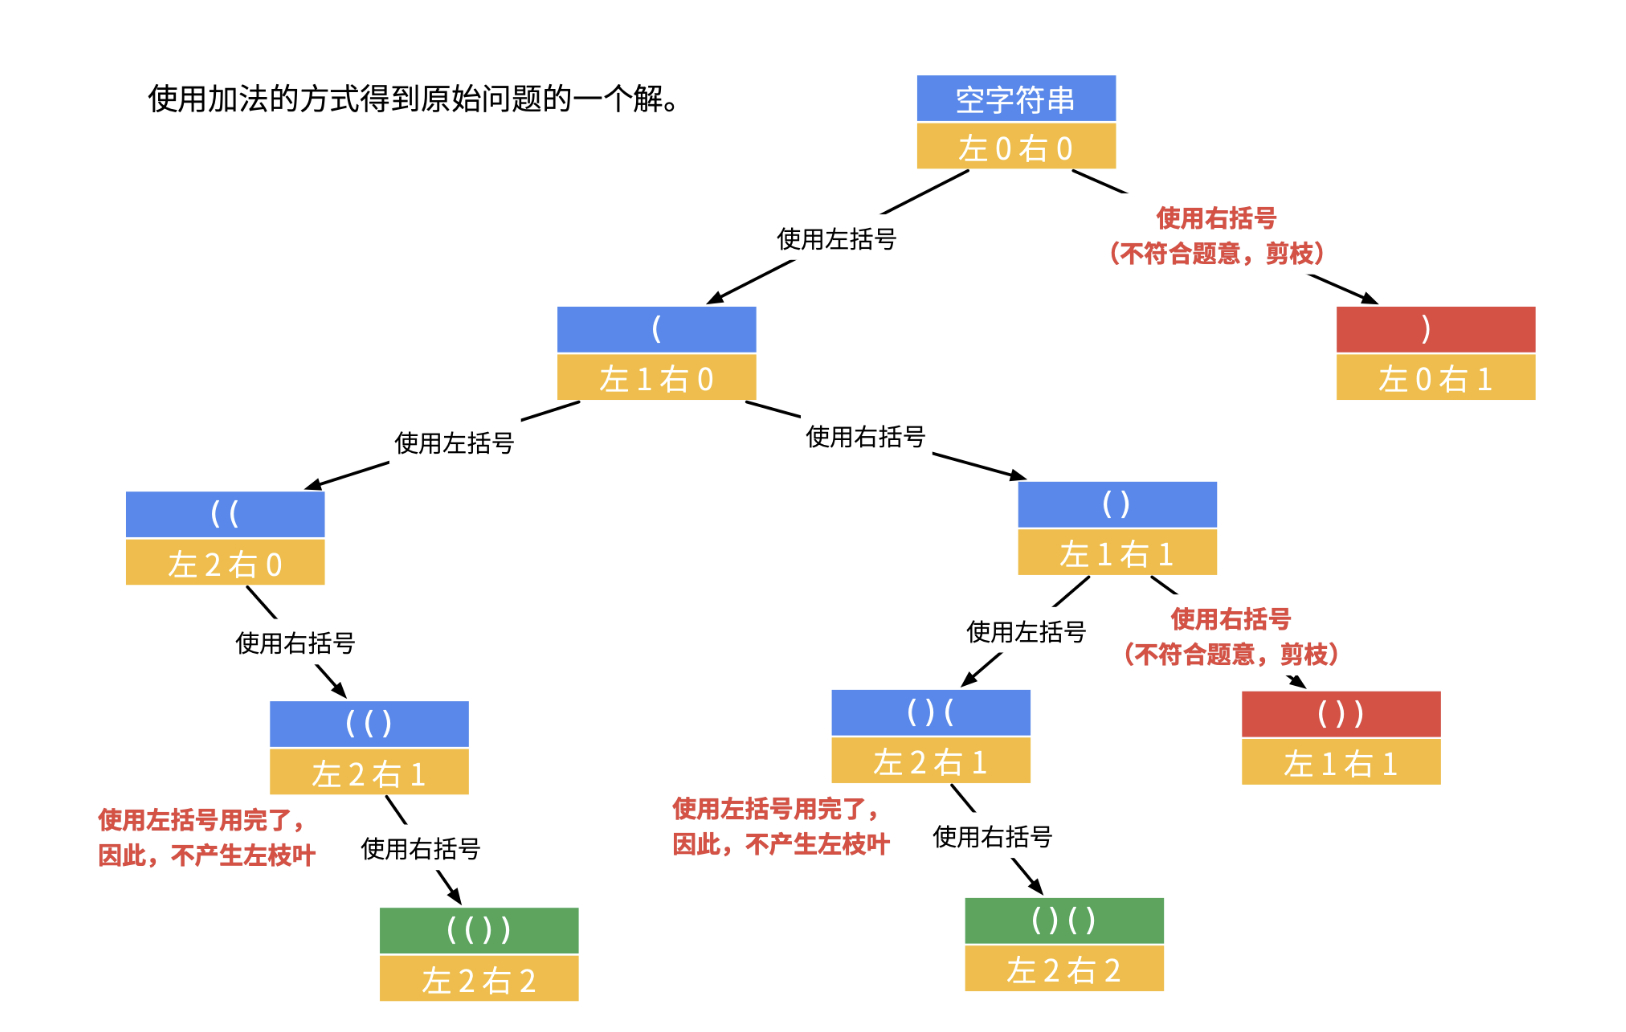 使用加法的方式得到原始问题的一个解。
空字符串
左 0 右 0
使用左括号
使用右括号
（不符合题意，剪枝）
(
左 1 右 0
)
左 0 右 1
使用左括号
使用右括号
( (
左 2 右 0
( )
左 1 右 1
使用右括号
使用左括号
使用右括号
（不符合题意，剪枝）
( ( )
左 2 右 1
( ) (
左 2 右 1
( ) )
左 1 右 1
使用左括号用完了，
因此，不产生左枝叶
使用右括号
使用左括号用完了，
因此，不产生左枝叶
使用右括号
( ( ) )
左 2 右 2
( ) ( )
左 2 右 2